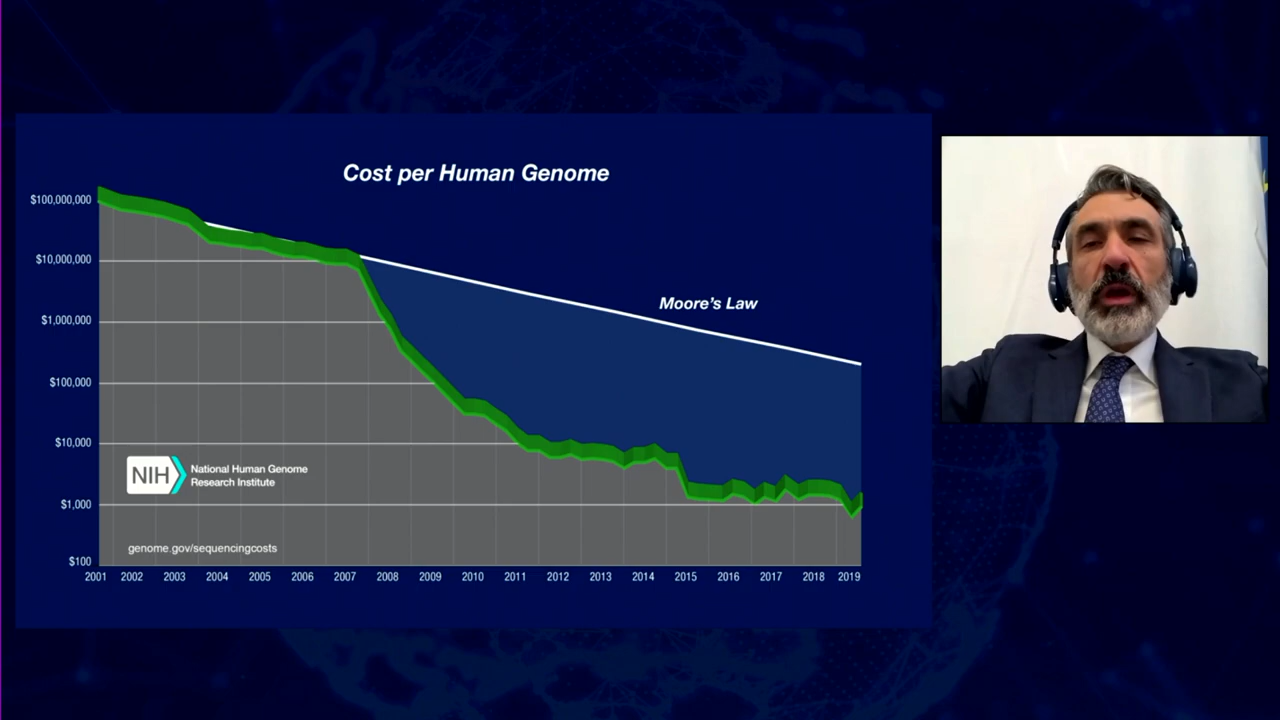 Cost per Human Genome
$100,000,000
$10,000,000
$1,000,000
$100,000
$10,000
$1,000
$100
Moore's Law
NIH
National Human Genome
Research Institute
genome.gov/sequencingcosts
2001 2002 2003 2004 2005 2006 2007 2008 2009 2010 2011 2012 2013 2014 2015 2016 2017 2018 2019